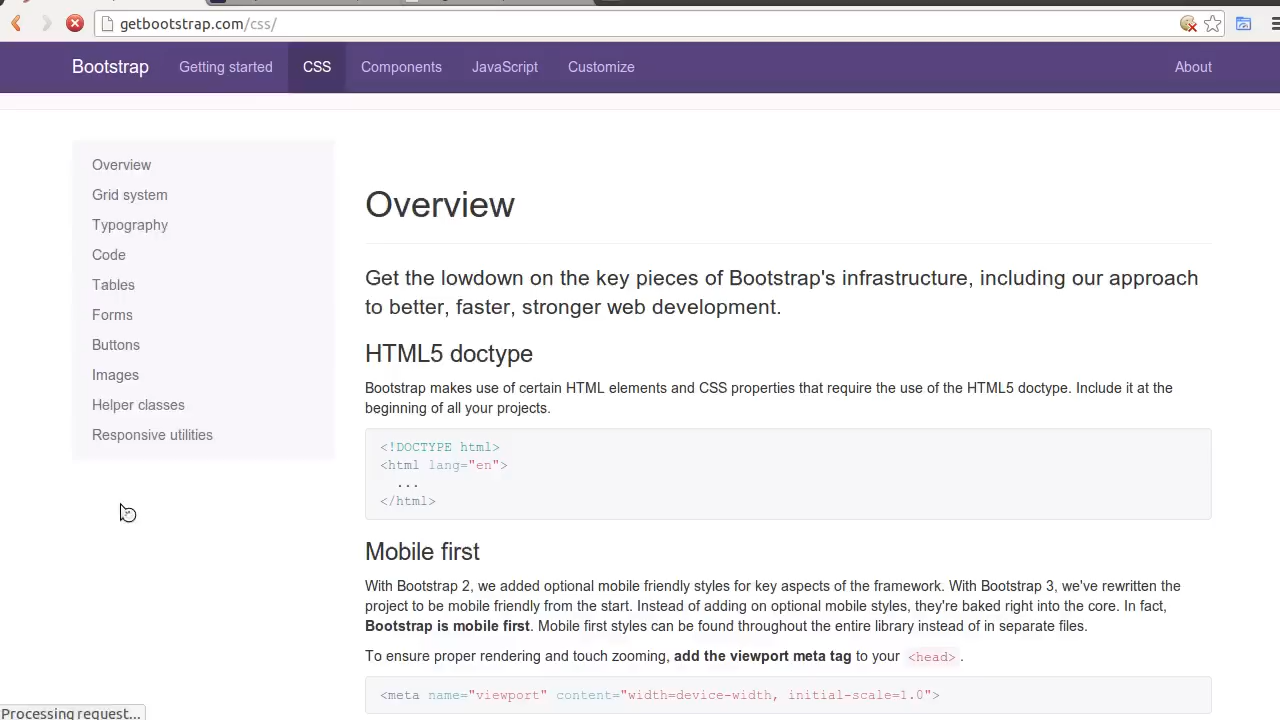 getbootstrap.com/css/
Bootstrap Getting started CSS Components JavaScript Customize About
Overview
Grid system
Typography
Code
Tables
Forms
Buttons
Images
Helper classes
Responsive utilities
Overview
Get the lowdown on the key pieces of Bootstrap's infrastructure, including our approach
to better, faster, stronger web development.
HTML5 doctype
Bootstrap makes use of certain HTML elements and CSS properties that require the use of the HTML5 doctype. Include it at the
beginning of all your projects.
<!DOCTYPE html>
<html lang="en">
...
</html>
Mobile first
With Bootstrap 2, we added optional mobile friendly styles for key aspects of the framework. With Bootstrap 3, we've rewritten the
project to be mobile friendly from the start. Instead of adding on optional mobile styles, they're baked right into the core. In fact,
Bootstrap is mobile first. Mobile first styles can be found throughout the entire library instead of in separate files.
To ensure proper rendering and touch zooming, add the viewport meta tag to your <head>.
<meta name="viewport" content="width=device-width, initial-scale=1.0">
Processing request...